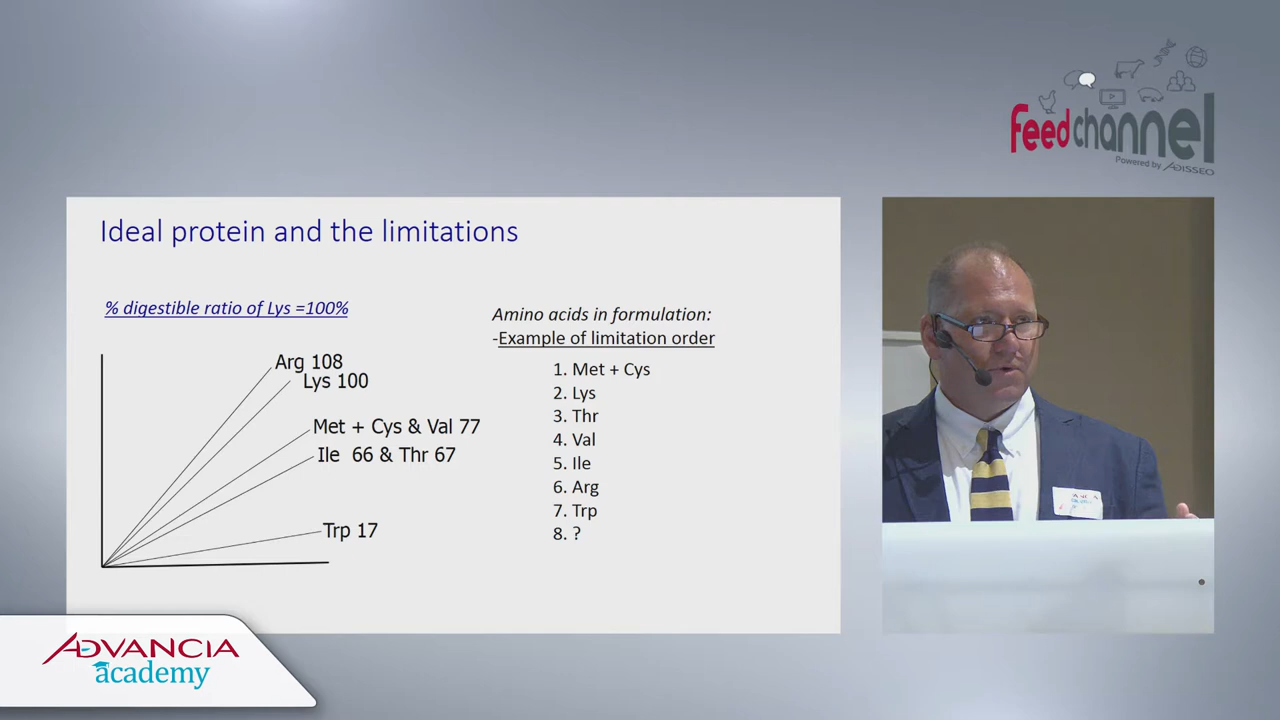 feedchannel
Powered by ADISSEO
Ideal protein and the limitations
% digestible ratio of Lys =100%
Arg 108
Lys 100
Met + Cys & Val 77
Ile 66 & Thr 67
Trp 17
Amino acids in formulation:
-Example of limitation order
1. Met + Cys
2. Lys
3. Thr
4. Val
5. Ile
6. Arg
7. Trp
8. ?
ADVANCIA
academy